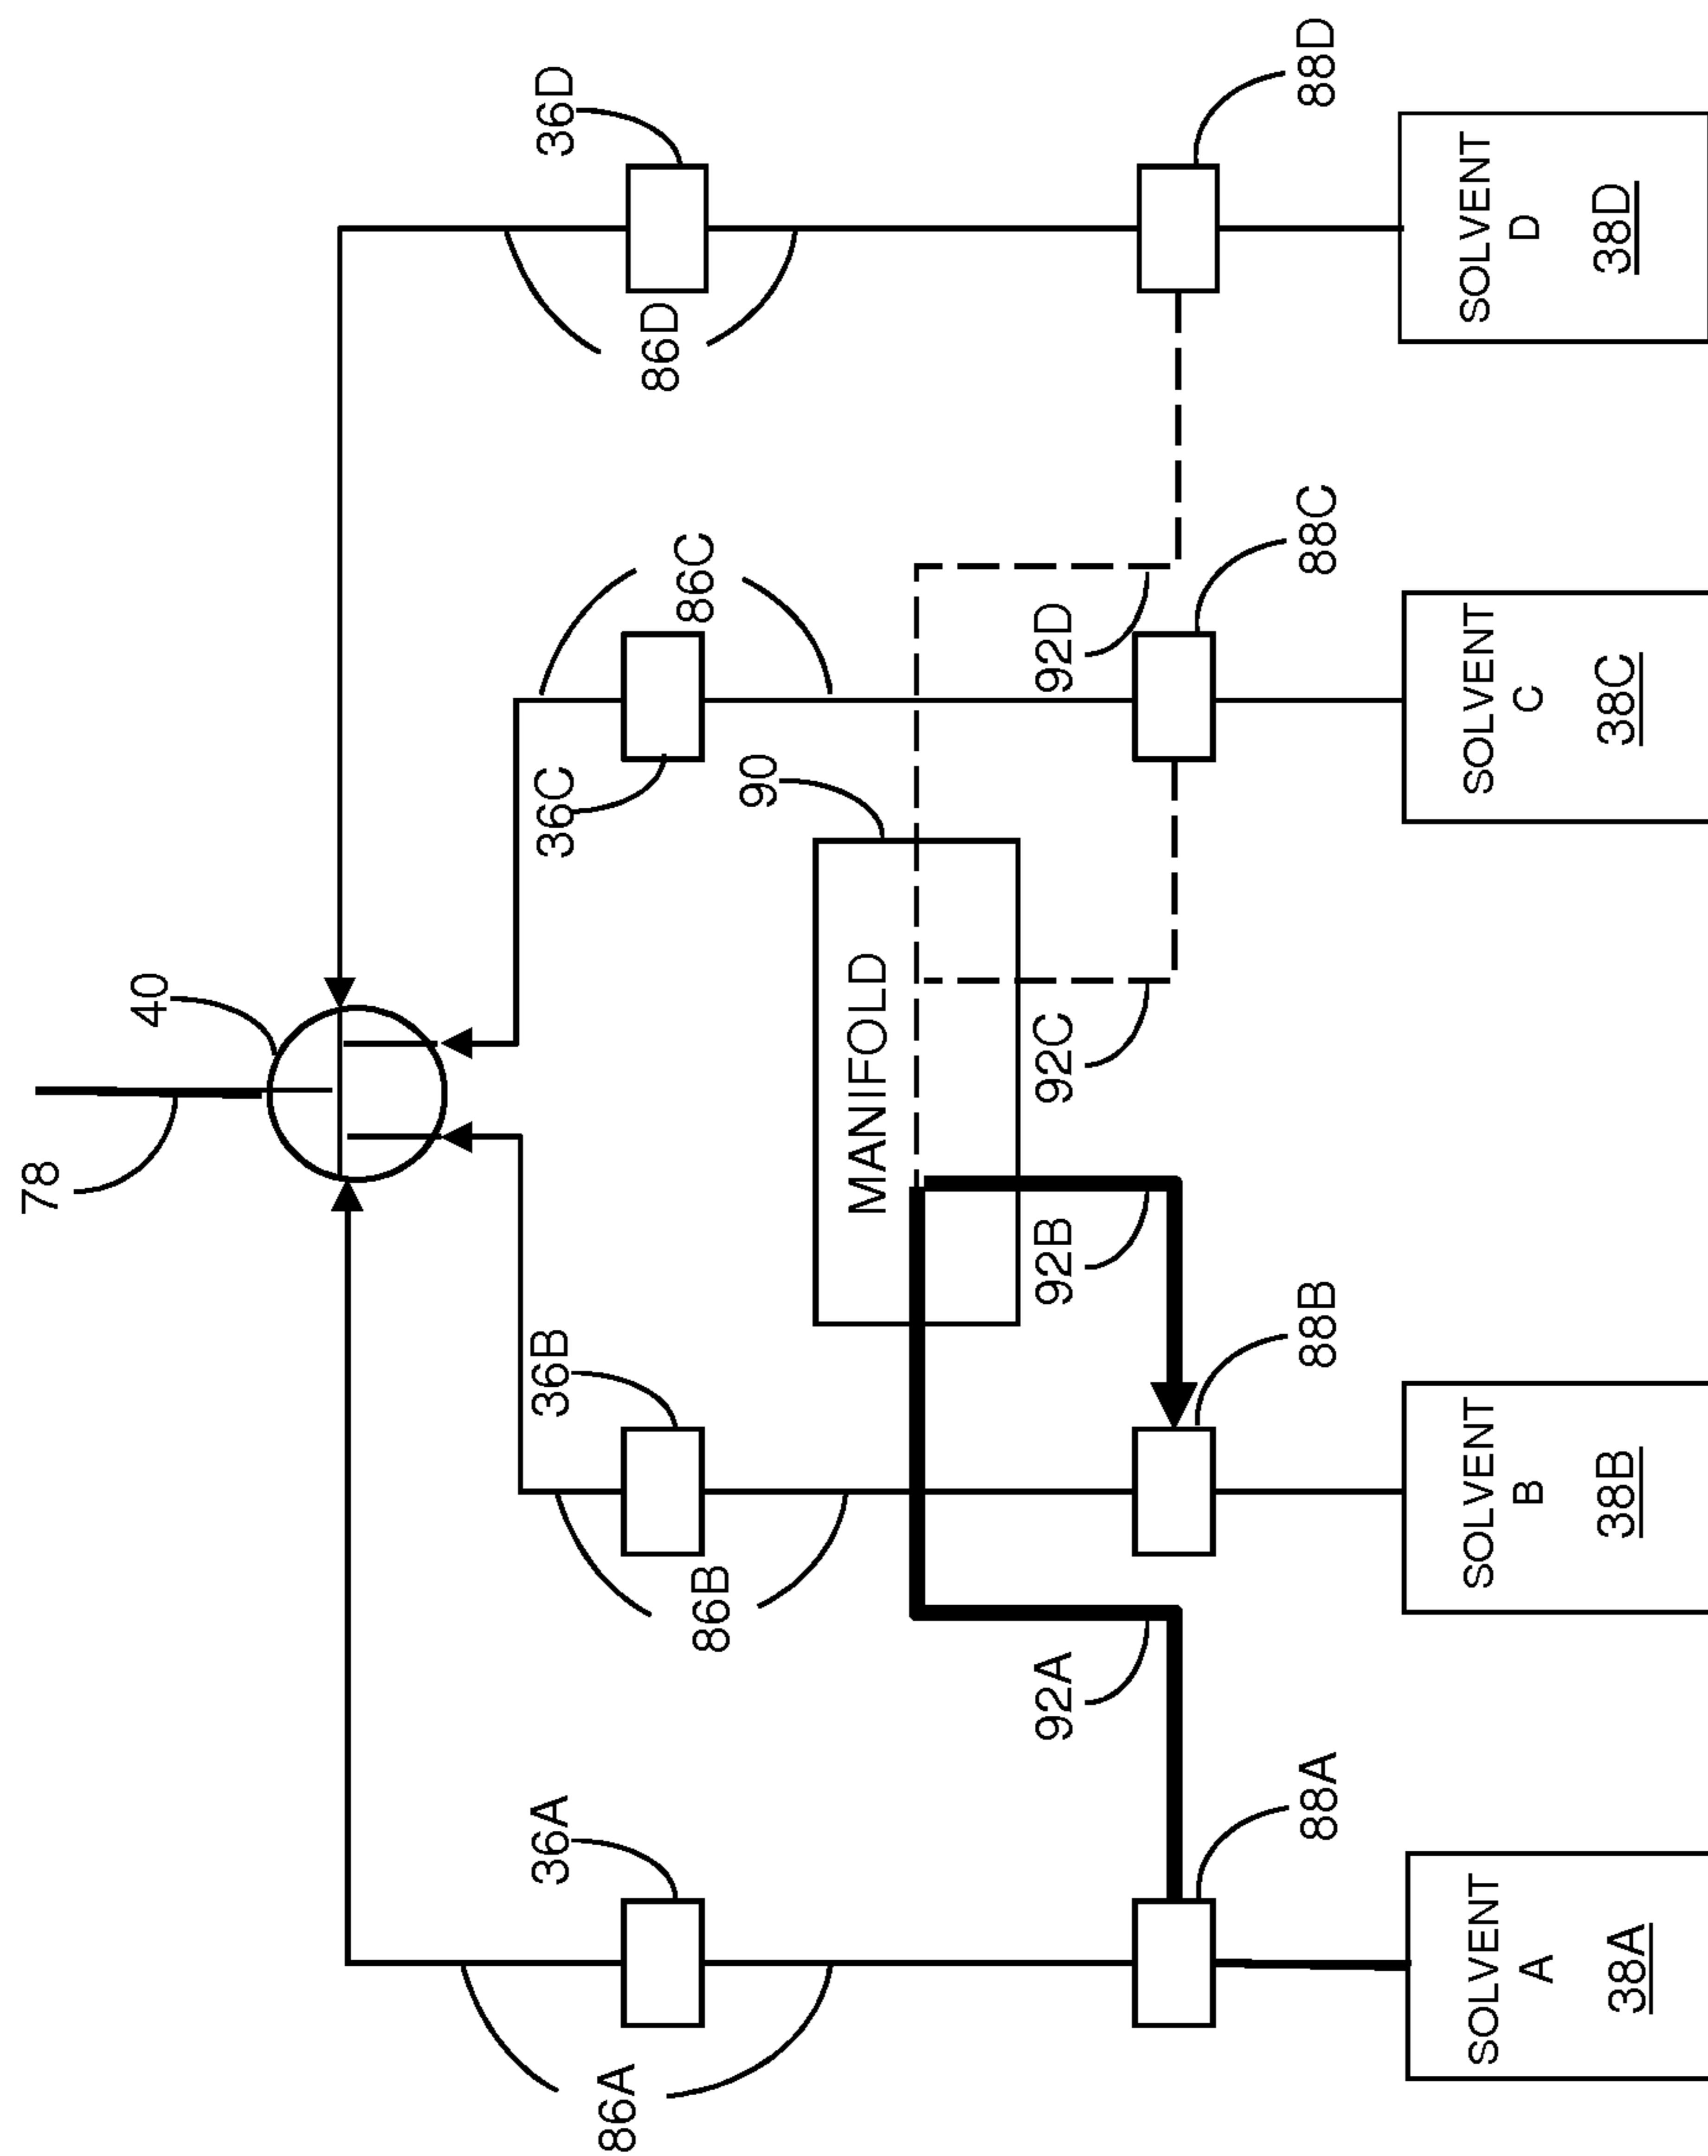 78
40
36A
36B
36C
36D
86A
86B
86C
86D
90
MANIFOLD
92A
92B
92C
92D
88A
88B
88C
88D
SOLVENT
A
38A
SOLVENT
B
38B
SOLVENT
C
38C
SOLVENT
D
38D